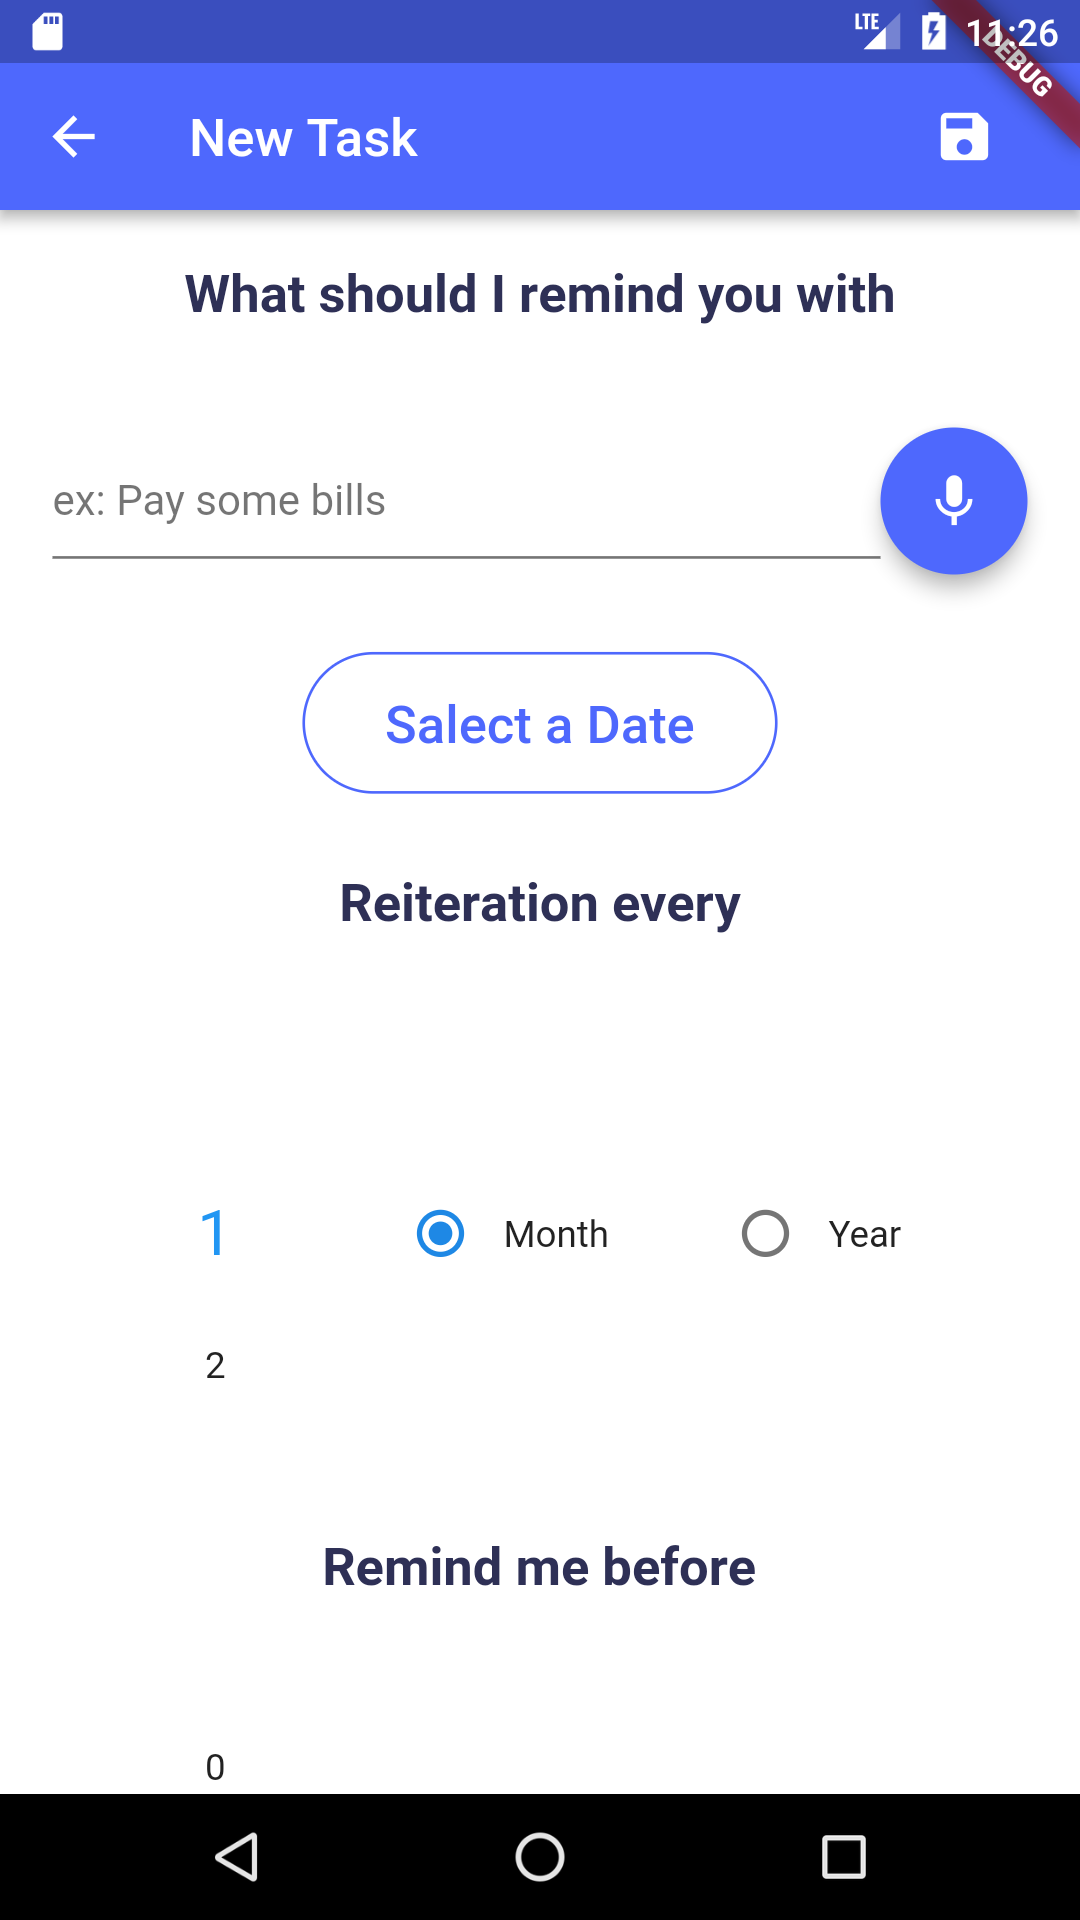 LTE 11:26
DEBUG
New Task
What should I remind you with
ex: Pay some bills
Salect a Date
Reiteration every
1 Month Year
2
Remind me before
0